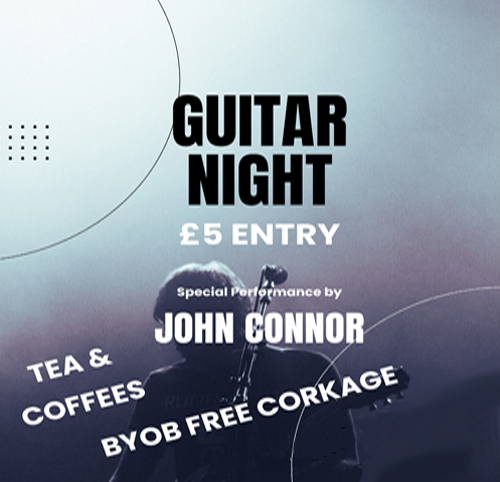 GUITAR
NIGHT
£5 ENTRY
Special Performance by
JOHN CONNOR
TEA &
COFFEES
BYOB FREE CORKAGE